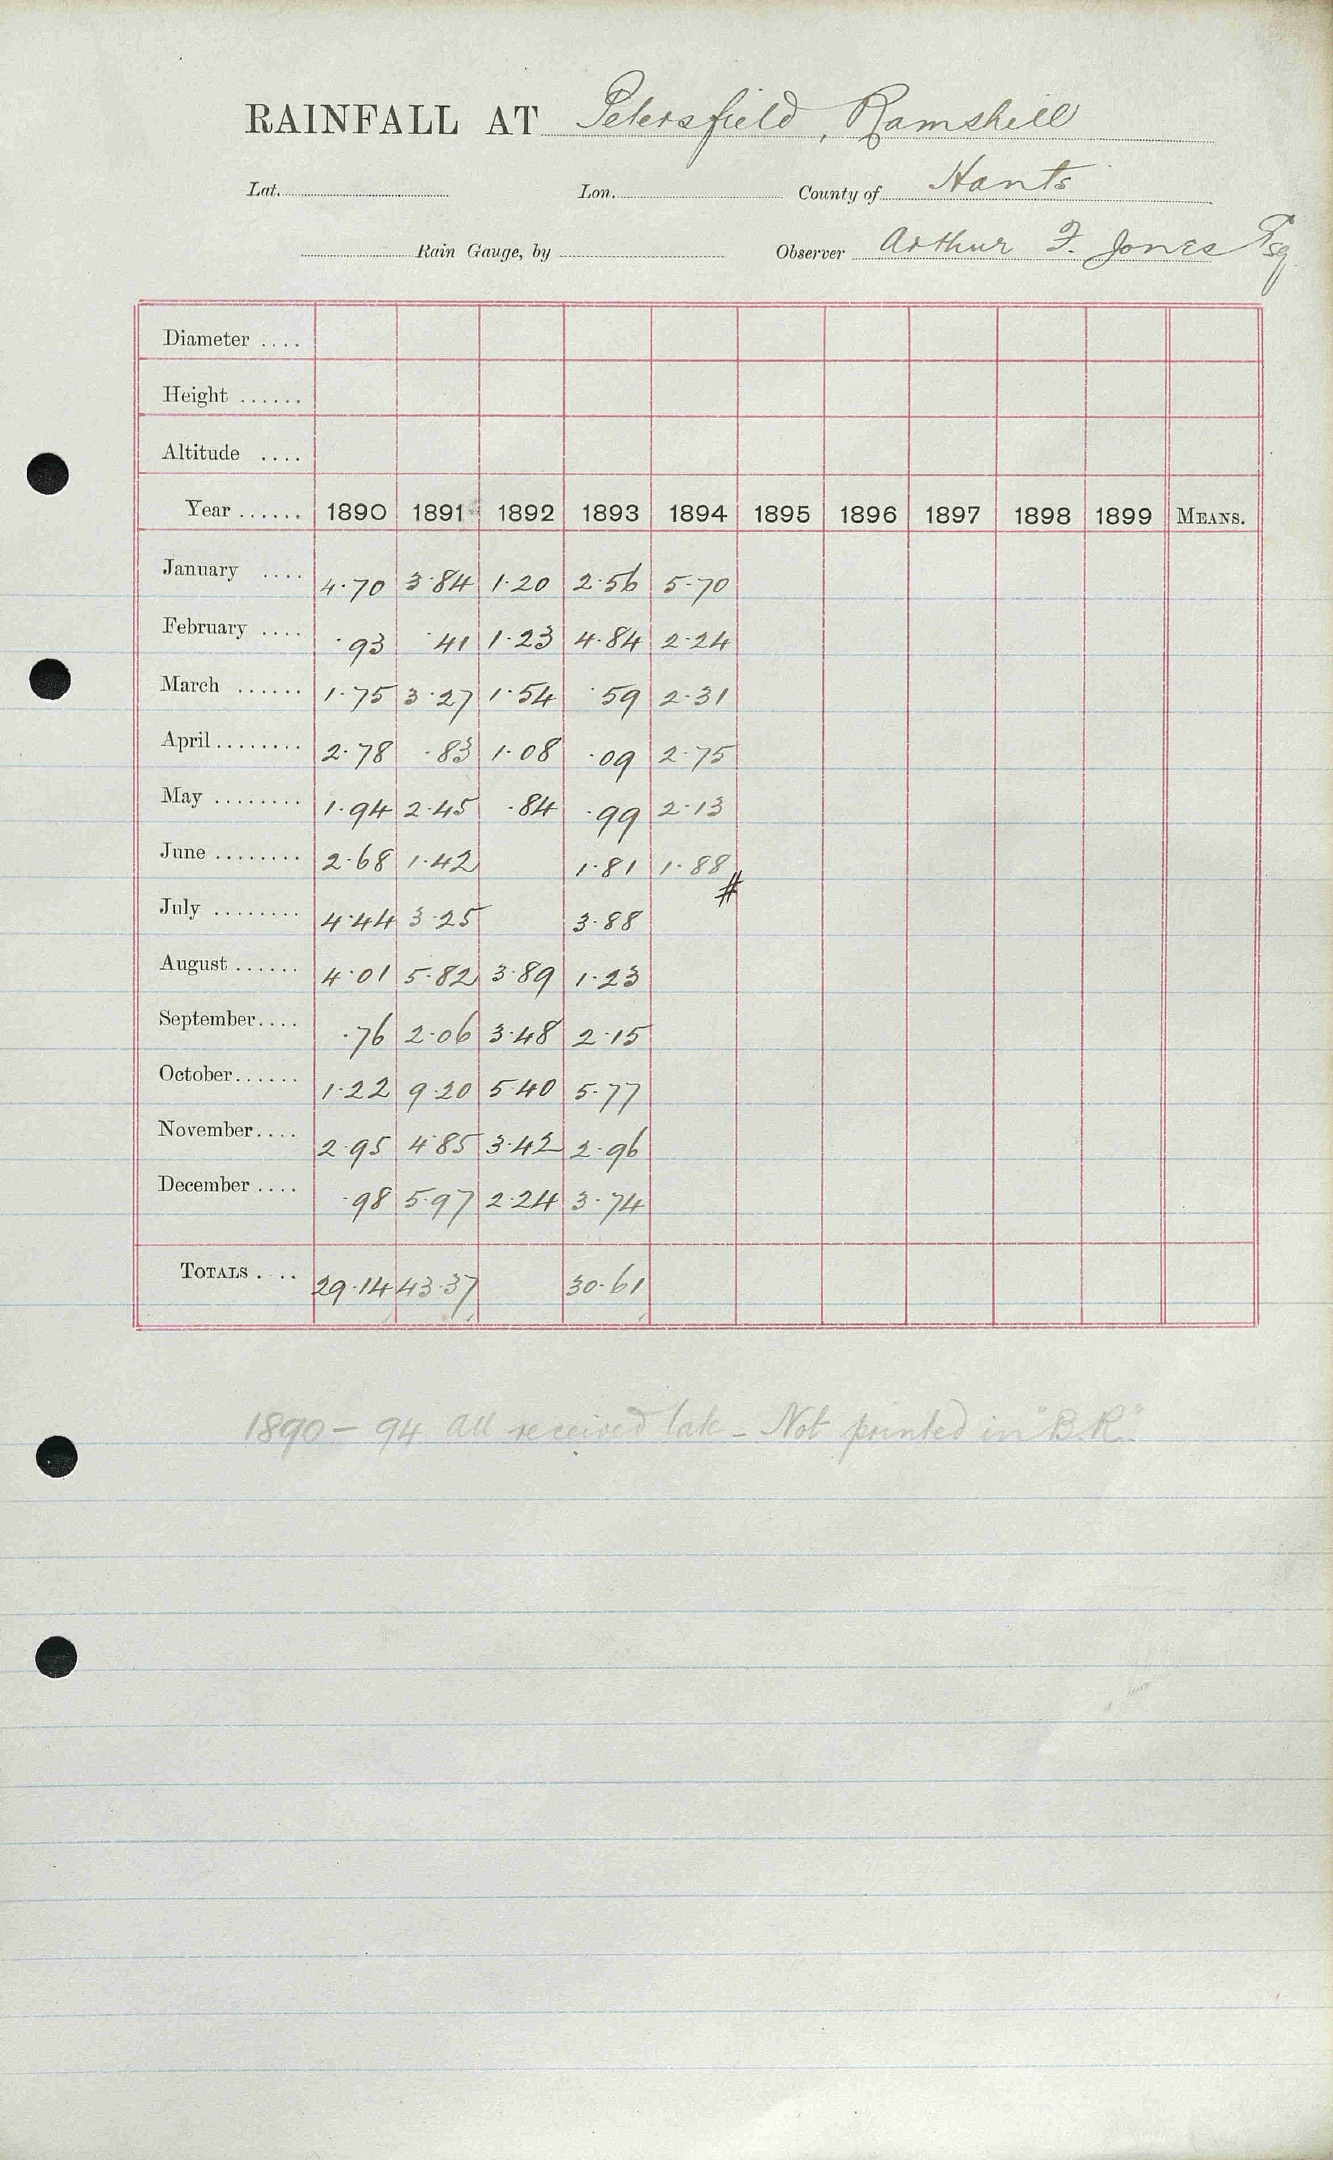 RAINFALL AT Petersfield, Ramshill
Lat. Lon. County of Hants
Rain Gauge, by Observer Arthur F. Jones Esq
Diameter ....
Height ......
Altitude ....
Year ...... 1890 1891 1892 1893 1894 1895 1896 1897 1898 1899 MEANS.
January .... 4·70 3·84 1·20 2·56 5·70
February .... ·93 ·41 1·23 4·84 2·24
March ...... 1·75 3·27 1·54 ·59 2·31
April ........ 2·78 ·83 1·08 ·09 2·75
May ........ 1·94 2·45 ·84 ·99 2·13
June ........ 2·68 1·42 1·81 1·88
#
July ........ 4·44 3·25 3·88
August ...... 4·01 5·82 3·89 1·23
September .... ·76 2·06 3·48 2·15
October ...... 1·22 9·20 5·40 5·77
November .... 2·95 4·85 3·42 2·96
December .... ·98 5·97 2·24 3·74
TOTALS .... 29·14 43·37 30·61
1890 – 94 All received late – Not printed in "B.R."